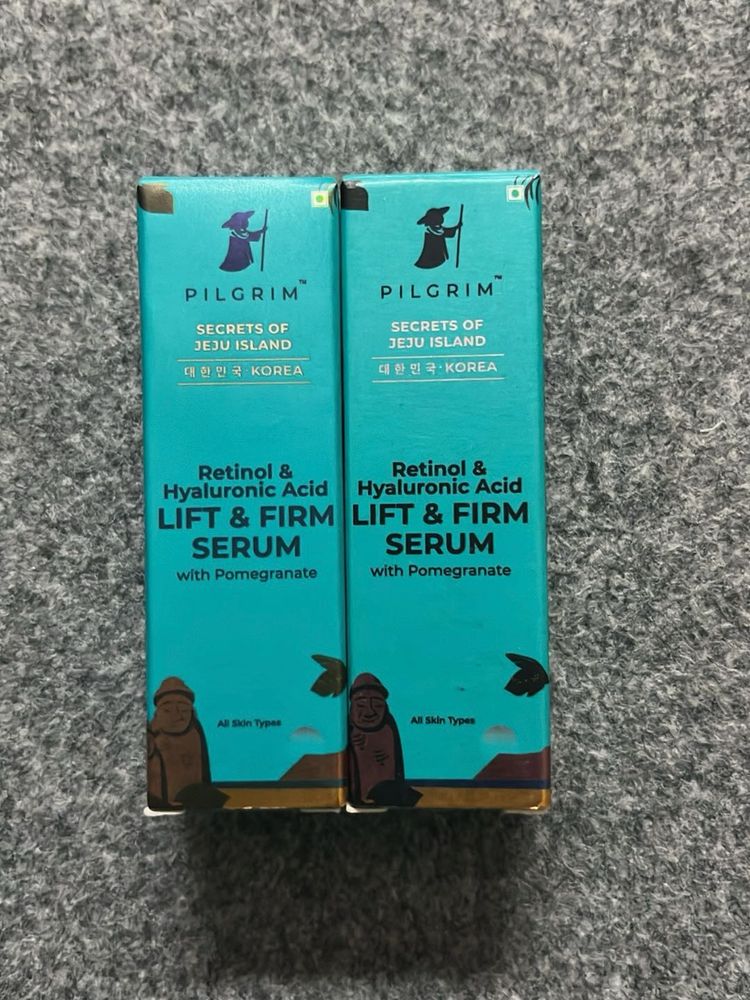 PILGRIM™
SECRETS OF
JEJU ISLAND
대한민국·KOREA
Retinol &
Hyaluronic Acid
LIFT & FIRM
SERUM
with Pomegranate
All Skin Types
PILGRIM™
SECRETS OF
JEJU ISLAND
대한민국·KOREA
Retinol &
Hyaluronic Acid
LIFT & FIRM
SERUM
with Pomegranate
All Skin Types